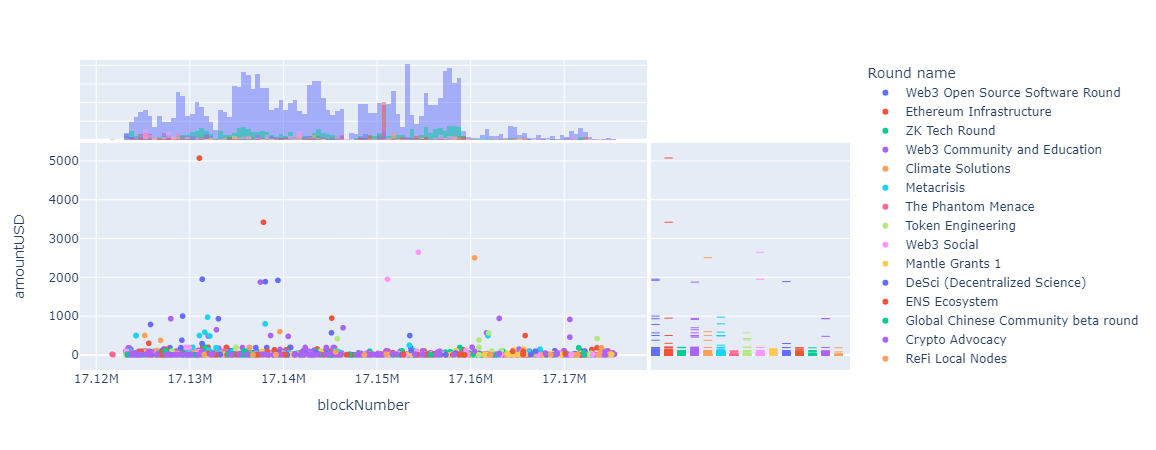 Round name
Web3 Open Source Software Round
Ethereum Infrastructure
ZK Tech Round
Web3 Community and Education
Climate Solutions
Metacrisis
The Phantom Menace
Token Engineering
Web3 Social
Mantle Grants 1
DeSci (Decentralized Science)
ENS Ecosystem
Global Chinese Community beta round
Crypto Advocacy
ReFi Local Nodes
amountUSD
5000
4000
3000
2000
1000
0
17.12M 17.13M 17.14M 17.15M 17.16M 17.17M
blockNumber